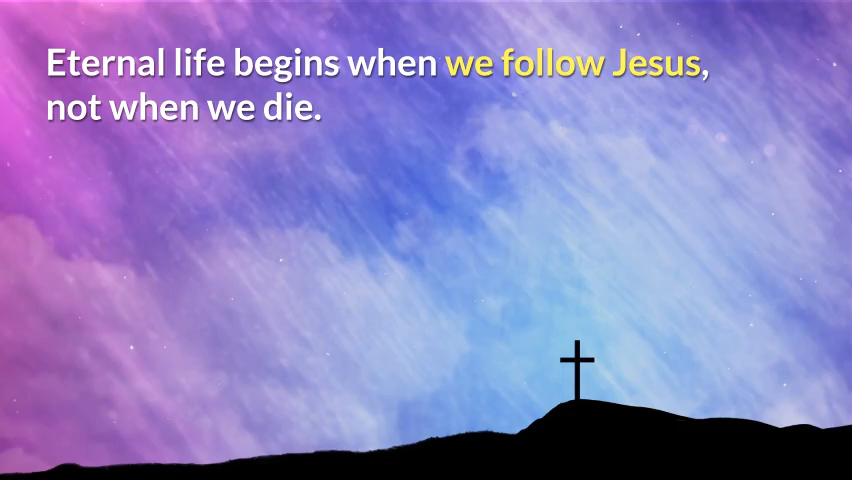 Eternal life begins when we follow Jesus,
not when we die.